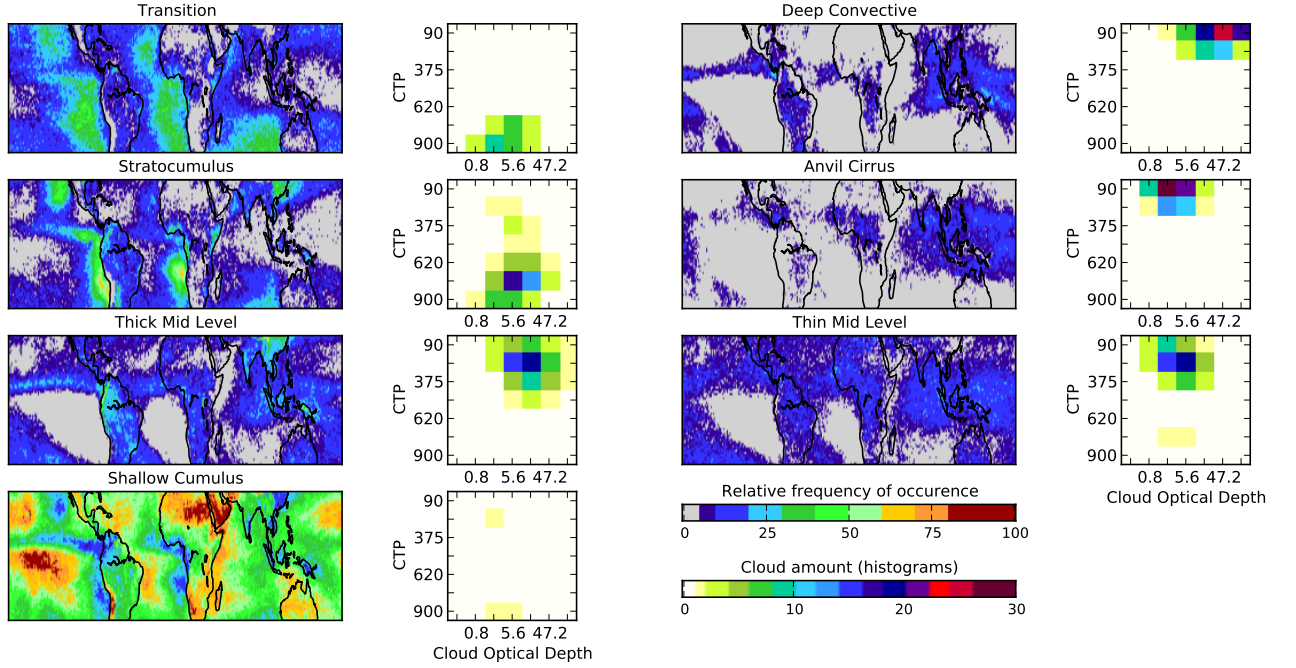 Transition
CTP
90
375
620
900
0.8 5.6 47.2
Deep Convective
CTP
90
375
620
900
0.8 5.6 47.2
Stratocumulus
CTP
90
375
620
900
0.8 5.6 47.2
Anvil Cirrus
CTP
90
375
620
900
0.8 5.6 47.2
Thick Mid Level
CTP
90
375
620
900
0.8 5.6 47.2
Thin Mid Level
CTP
90
375
620
900
0.8 5.6 47.2
Cloud Optical Depth
Shallow Cumulus
CTP
90
375
620
900
0.8 5.6 47.2
Cloud Optical Depth
Relative frequency of occurence
0 25 50 75 100
Cloud amount (histograms)
0 10 20 30